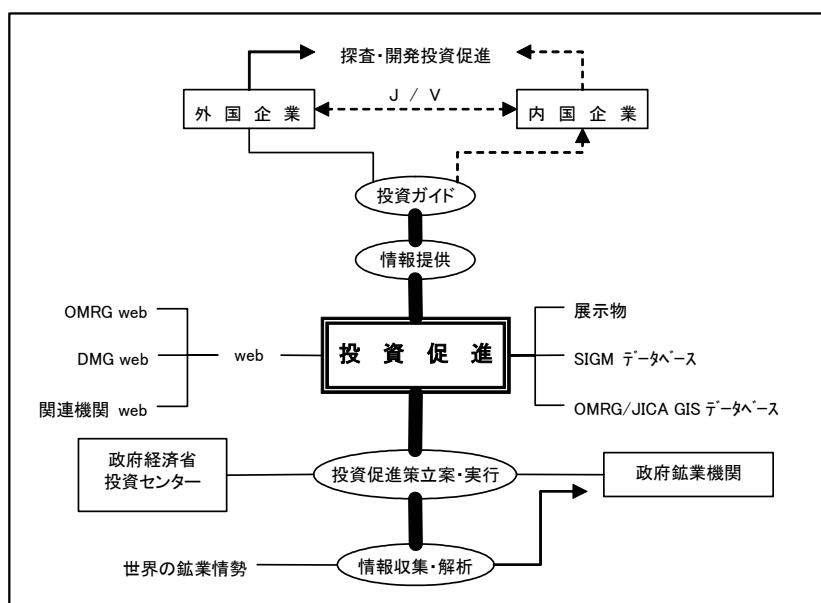 探査・開発投資促進
J / V
外国企業
内国企業
投資ガイド
情報提供
OMRG web
DMG web
関連機関 web
web
投資促進
展示物
SIGM ﾃﾞｰﾀﾍﾞｰｽ
OMRG/JICA GIS ﾃﾞｰﾀﾍﾞｰｽ
政府経済省
投資センター
投資促進策立案・実行
政府鉱業機関
世界の鉱業情勢
情報収集・解析